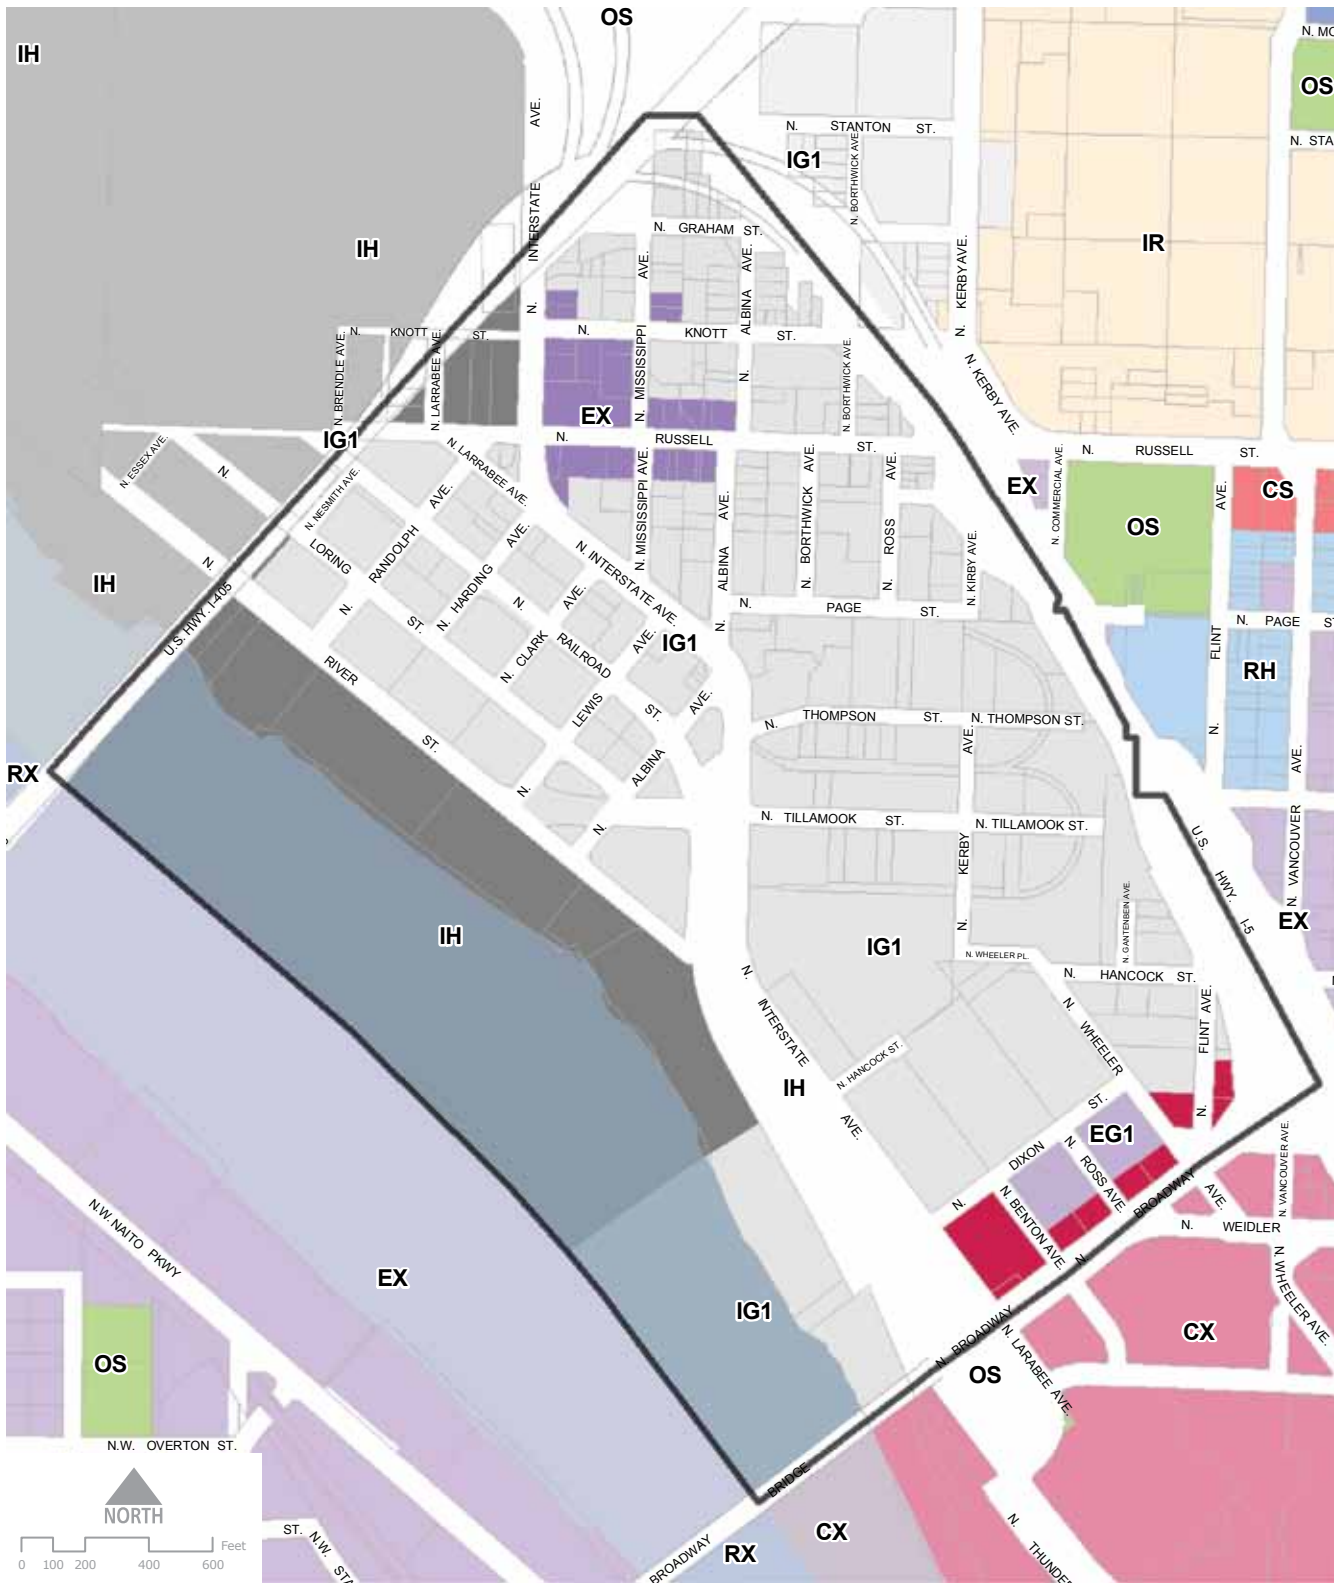 OS
IH
N. MO
OS
N. STANTON ST.
N. STA
IG1
N. BORTHWICK AVE.
N. INTERSTATE AVE.
IR
IH
N. GRAHAM ST.
N. MISSISSIPPI AVE.
N. ALBINA AVE.
N. KERBY AVE.
N. KNOTT ST.
N. KNOTT ST.
N. BRENDLE AVE.
N. LARRABEE AVE.
N. BORTHWICK AVE.
N. KERBY AVE.
EX
IG1
N. RUSSELL ST.
N. RUSSELL ST.
N. ESSEX AVE.
N. LARRABEE AVE.
N. NESMITH AVE.
N. MISSISSIPPI AVE.
N. ALBINA AVE.
N. BORTHWICK AVE.
N. ROSS AVE.
N. KIRBY AVE.
EX
N. COMMERCIAL AVE.
OS
CS
N. FLINT AVE.
N. LORING ST.
N. RANDOLPH AVE.
N. HARDING AVE.
N. CLARK AVE.
N. INTERSTATE AVE.
IH
U.S. HWY. I-405
N. RIVER ST.
N. RAILROAD ST.
N. LEWIS AVE.
N. ALBINA AVE.
IG1
N. PAGE ST.
N. PAGE ST
RH
N. THOMPSON ST.
N. THOMPSON ST.
N. KERBY AVE.
RX
N. TILLAMOOK ST.
N. TILLAMOOK ST.
U.S. HWY. I-5
N. VANCOUVER AVE.
N. GANTENBEIN AVE.
EX
IH
IG1
N. WHEELER PL.
N. HANCOCK ST.
N. INTERSTATE AVE.
N. HANCOCK ST.
N. WHEELER AVE.
N. FLINT AVE.
IH
N. DIXON ST.
EG1
N. ROSS AVE
N. BENTON AVE.
N. BROADWAY
N. VANCOUVER AVE.
N. WEIDLER
N. WHEELER AVE.
N.W. NAITO PKWY
EX
IG1
N. BROADWAY
CX
OS
N. LARABEE AVE.
OS
N.W. OVERTON ST.
NORTH
0 100 200 400 600 Feet
ST.
N.W. STA
BROADWAY BRIDGE
RX
CX
N. THUNDE